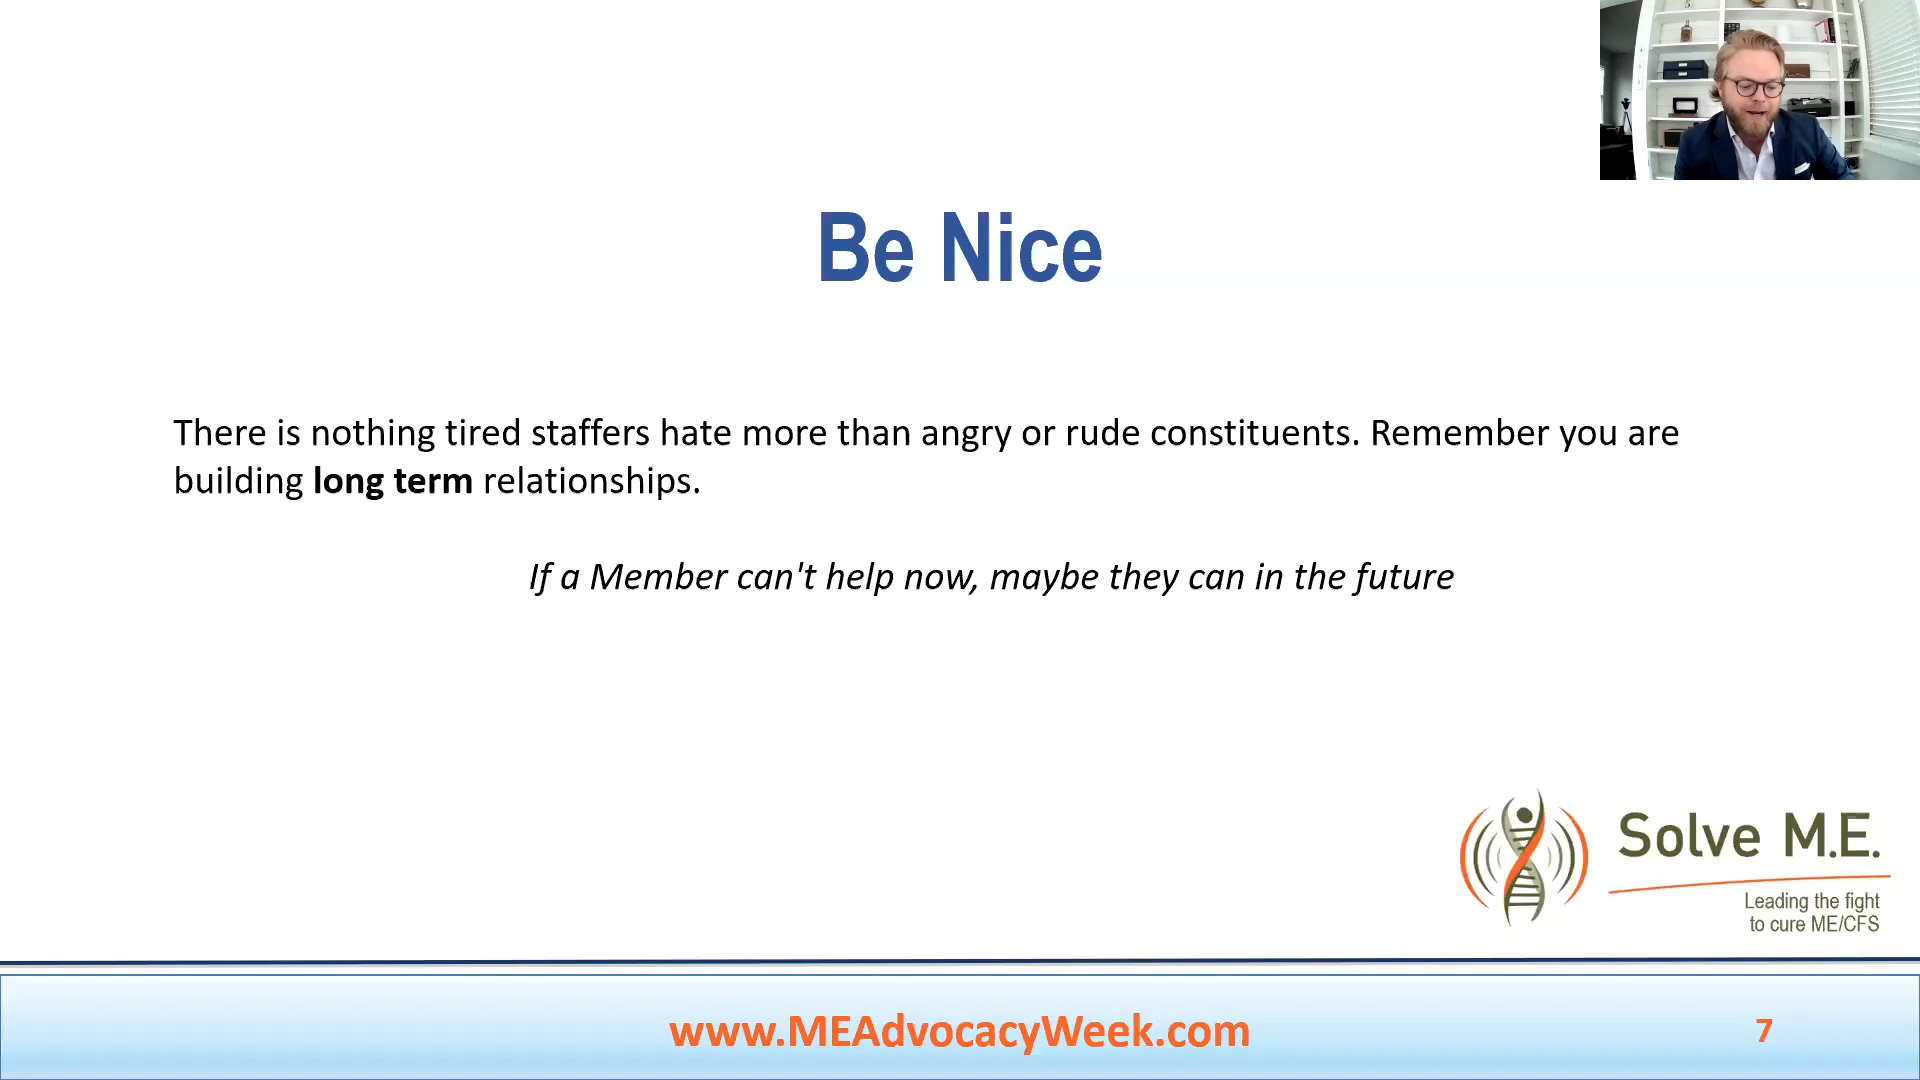 Be Nice
There is nothing tired staffers hate more than angry or rude constituents. Remember you are
building long term relationships.
If a Member can't help now, maybe they can in the future
Solve M.E.
Leading the fight
to cure ME/CFS
www.MEAdvocacyWeek.com
7